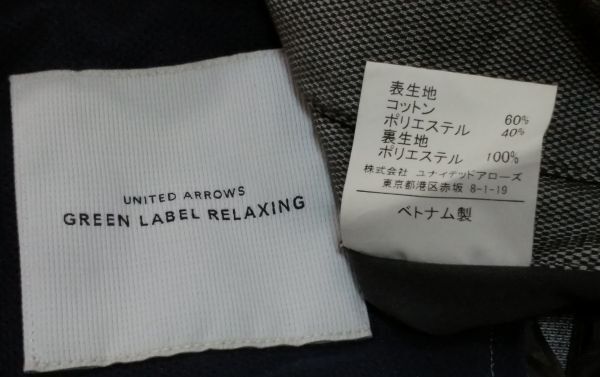 UNITED ARROWS
GREEN LABEL RELAXING
表生地
コットン 60%
ポリエステル 40%
裏生地
ポリエステル 100%
株式会社 ユナイテッドアローズ
東京都港区赤坂 8-1-19
ベトナム製